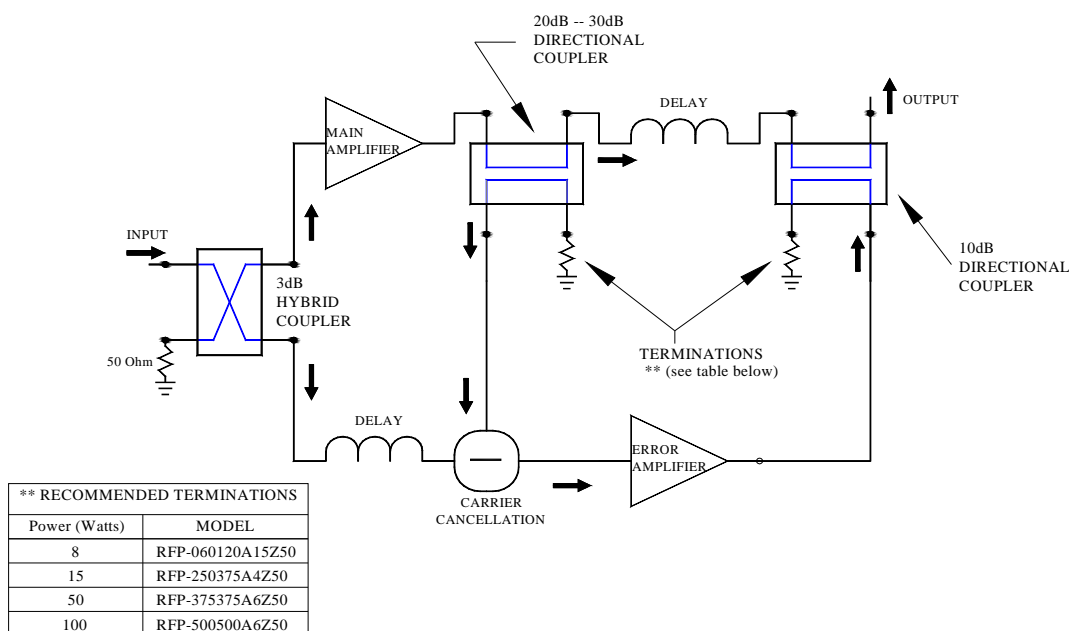 20dB -- 30dB
DIRECTIONAL
COUPLER
DELAY
OUTPUT
MAIN
AMPLIFIER
INPUT
3dB
HYBRID
COUPLER
10dB
DIRECTIONAL
COUPLER
50 Ohm
TERMINATIONS
** (see table below)
DELAY
ERROR
AMPLIFIER
CARRIER
CANCELLATION
** RECOMMENDED TERMINATIONS
Power (Watts) MODEL
8 RFP-060120A15Z50
15 RFP-250375A4Z50
50 RFP-375375A6Z50
100 RFP-500500A6Z50